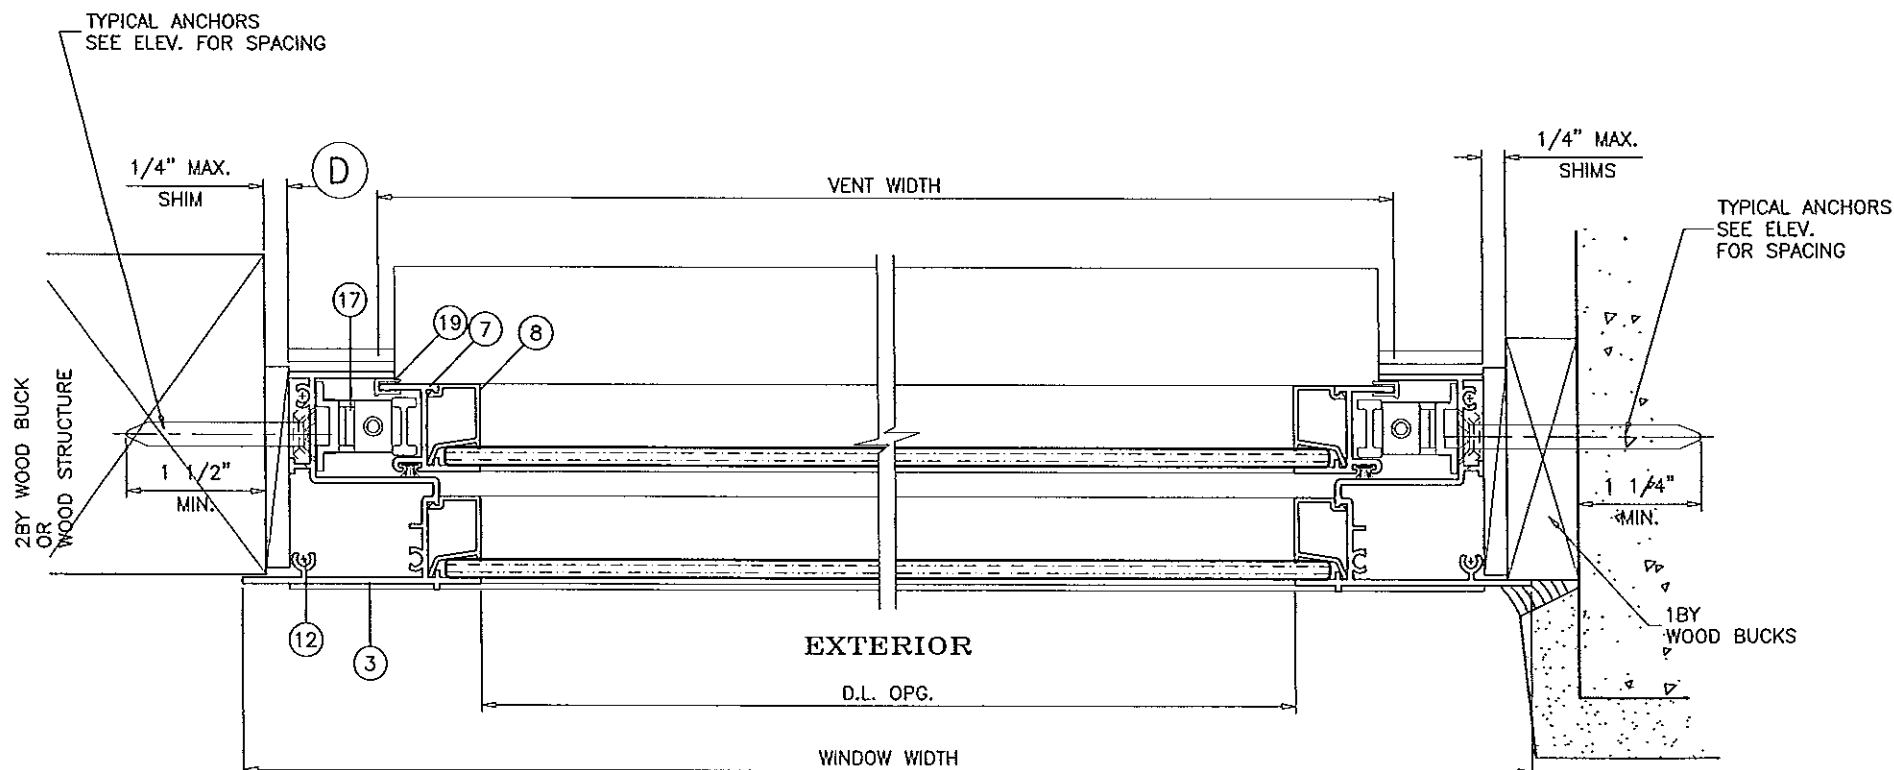 TYPICAL ANCHORS
SEE ELEV. FOR SPACING
1/4" MAX.
SHIM
D
VENT WIDTH
1/4" MAX.
SHIMS
TYPICAL ANCHORS
SEE ELEV.
FOR SPACING
17
19
7
8
2BY WOOD BUCK
OR
WOOD STRUCTURE
1 1/2"
MIN.
1 1/4"
MIN.
12
3
EXTERIOR
1BY
WOOD BUCKS
D.L. OPG.
WINDOW WIDTH